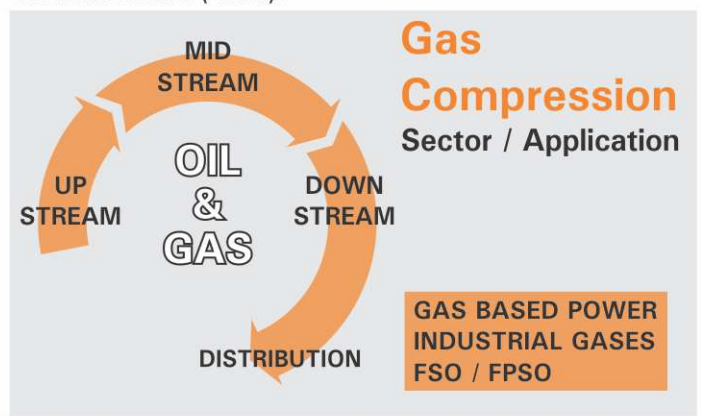 Gas
Compression
Sector / Application
MID
STREAM
OIL
&
GAS
UP
STREAM
DOWN
STREAM
DISTRIBUTION
GAS BASED POWER
INDUSTRIAL GASES
FSO / FPSO